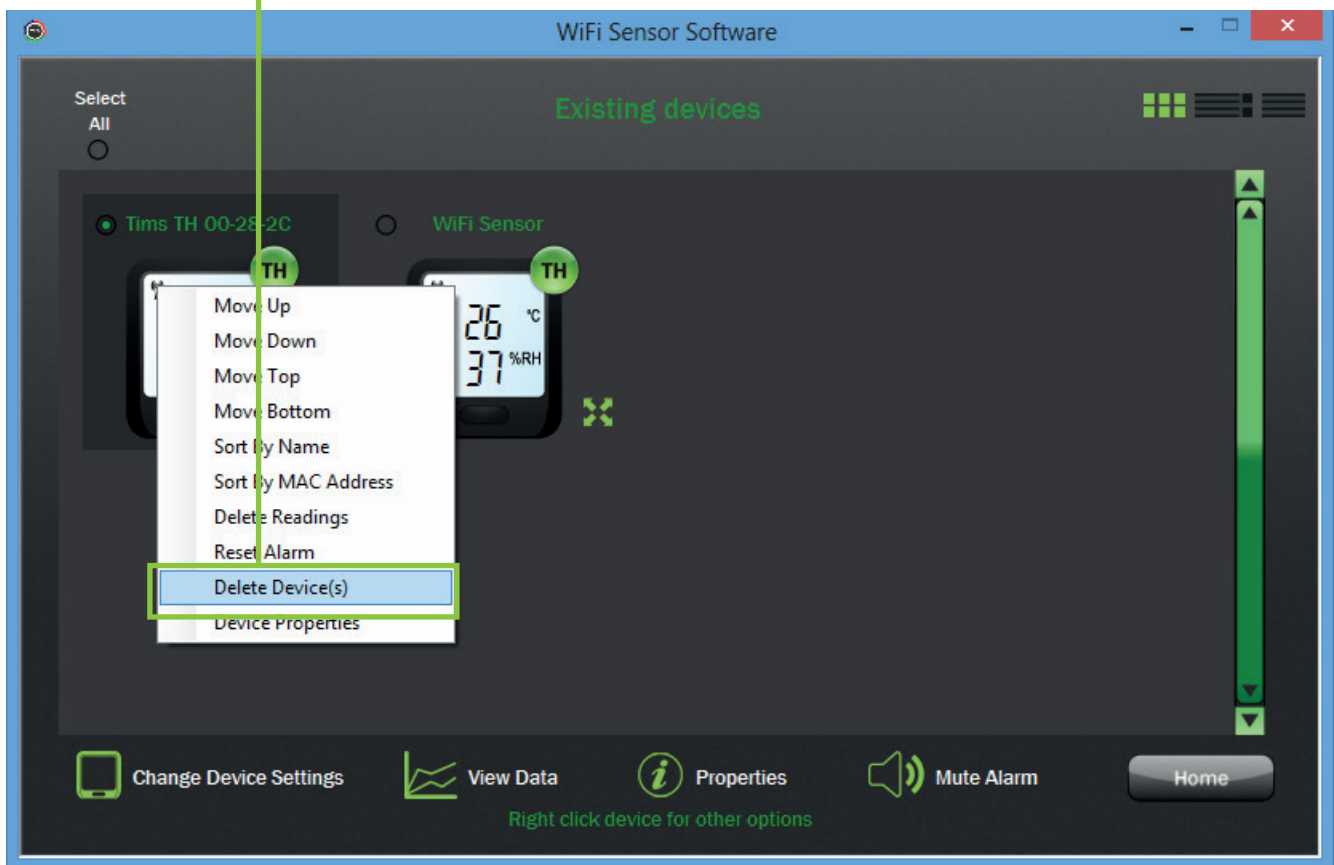 WiFi Sensor Software
Select
All
Existing devices
Tims TH 00-28-2C
WiFi Sensor
TH
TH
26 °C
37 %RH
Move Up
Move Down
Move Top
Move Bottom
Sort By Name
Sort By MAC Address
Delete Readings
Reset Alarm
Delete Device(s)
Device Properties
Change Device Settings
View Data
Properties
Mute Alarm
Home
Right click device for other options